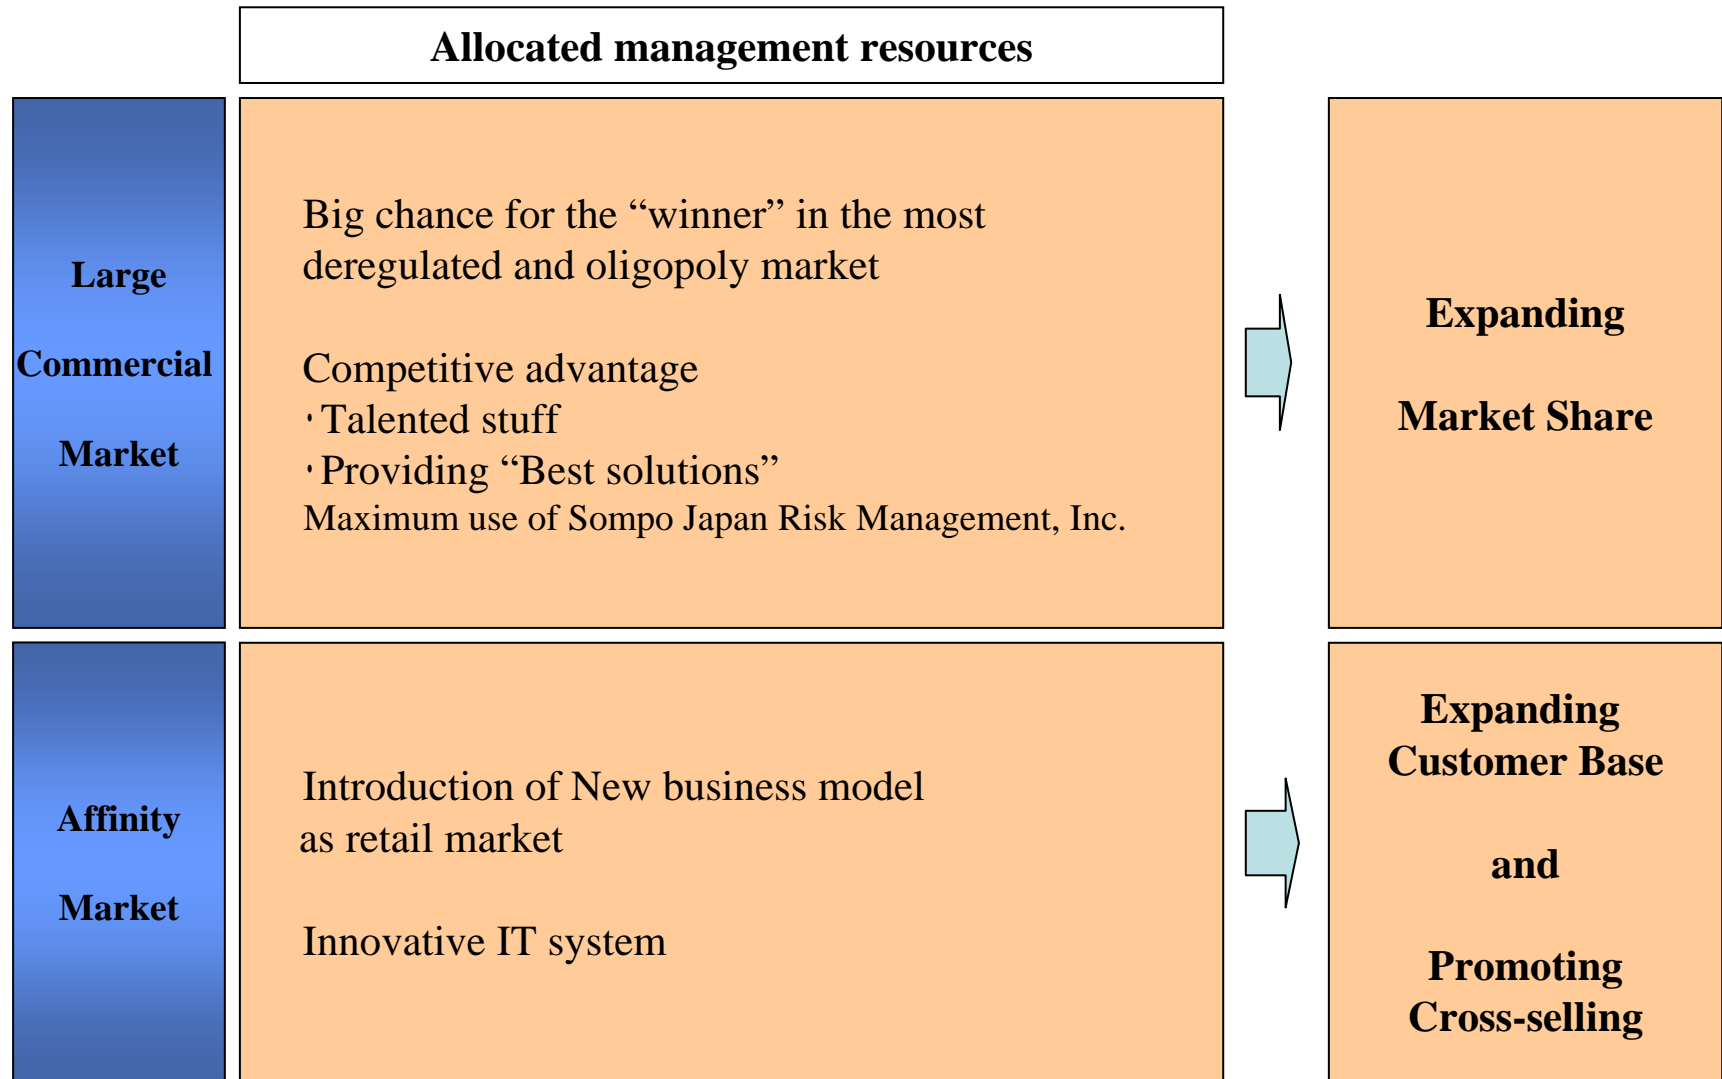 Allocated management resources
Large
Commercial
Market
Big chance for the “winner” in the most
deregulated and oligopoly market
Competitive advantage
・Talented stuff
・Providing “Best solutions”
Maximum use of Sompo Japan Risk Management, Inc.
Expanding
Market Share
Affinity
Market
Introduction of New business model
as retail market
Innovative IT system
Expanding
Customer Base
and
Promoting
Cross-selling